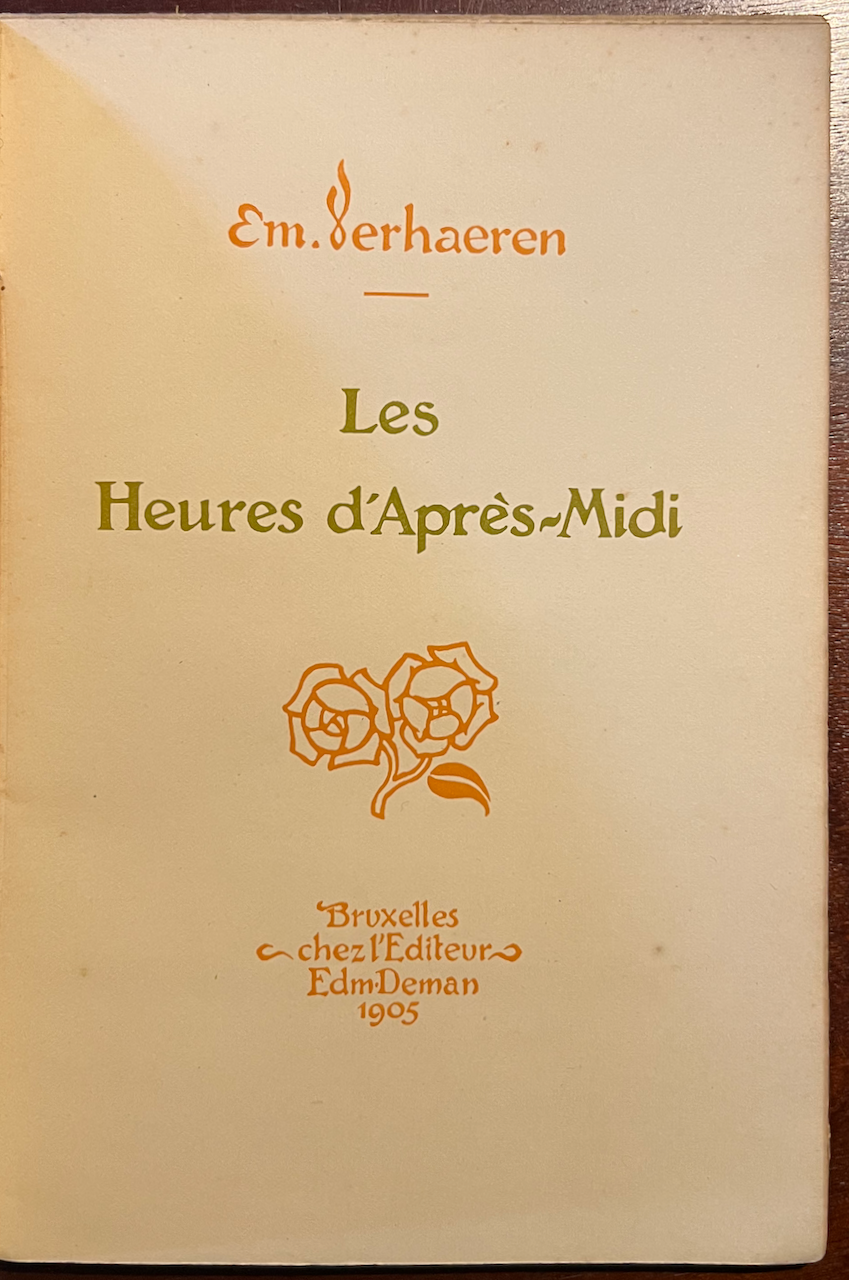 Em. Verhaeren
Les
Heures d'Après-Midi
Bruxelles
chez l'Editeur
Edm. Deman
1905